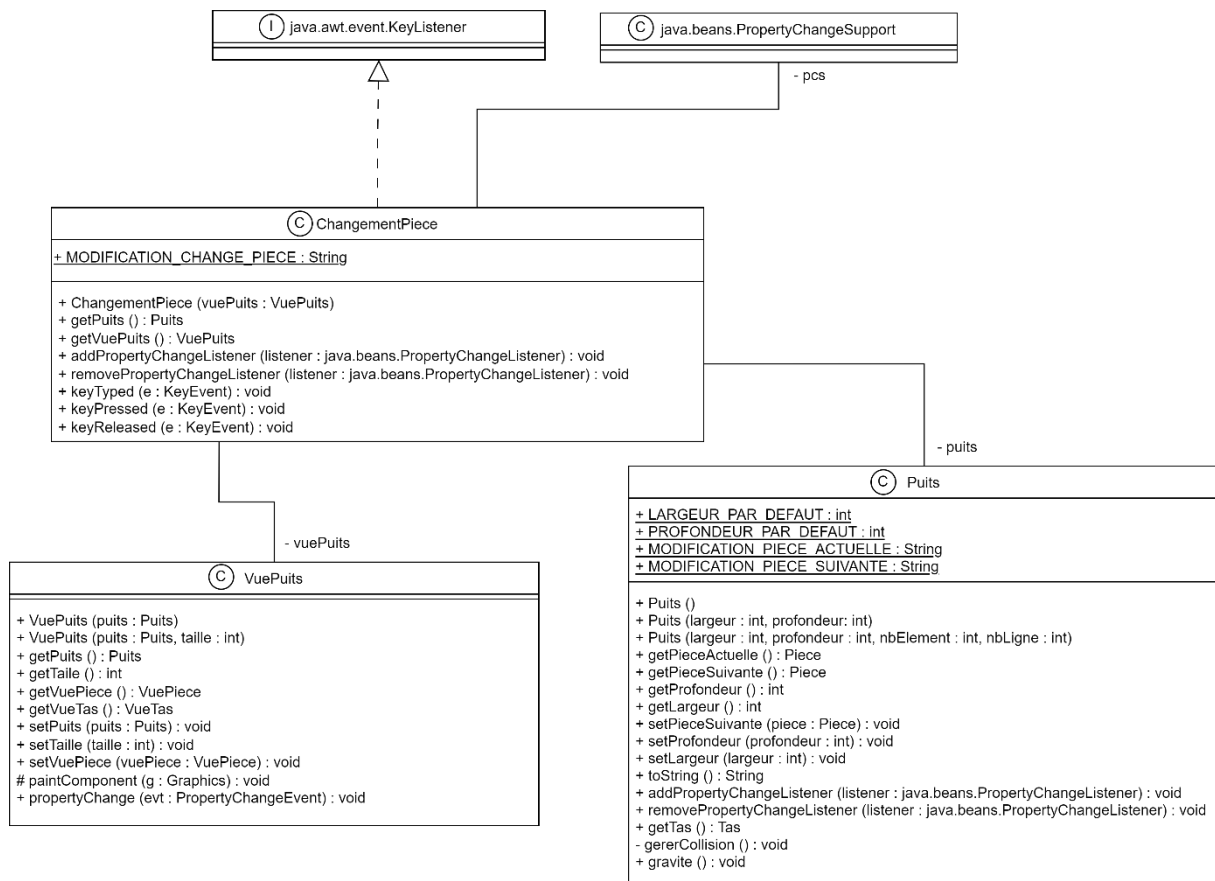 I java.awt.event.KeyListener
C java.beans.PropertyChangeSupport
- pcs
C ChangementPiece
+ MODIFICATION_CHANGE_PIECE : String
+ ChangementPiece (vuePuits : VuePuits)
+ getPuits () : Puits
+ getVuePuits () : VuePuits
+ addPropertyChangeListener (listener : java.beans.PropertyChangeListener) : void
+ removePropertyChangeListener (listener : java.beans.PropertyChangeListener) : void
+ keyTyped (e : KeyEvent) : void
+ keyPressed (e : KeyEvent) : void
+ keyReleased (e : KeyEvent) : void
- vuePuits
C VuePuits
+ VuePuits (puits : Puits)
+ VuePuits (puits : Puits, taille : int)
+ getPuits () : Puits
+ getTaille () : int
+ getVuePiece () : VuePiece
+ getVueTas () : VueTas
+ setPuits (puits : Puits) : void
+ setTaille (taille : int) : void
+ setVuePiece (vuePiece : VuePiece) : void
# paintComponent (g : Graphics) : void
+ propertyChange (evt : PropertyChangeEvent) : void
- puits
C Puits
+ LARGEUR_PAR_DEFAUT : int
+ PROFONDEUR_PAR_DEFAUT : int
+ MODIFICATION_PIECE_ACTUELLE : String
+ MODIFICATION_PIECE_SUIVANTE : String
+ Puits ()
+ Puits (largeur : int, profondeur: int)
+ Puits (largeur : int, profondeur : int, nbElement : int, nbLigne : int)
+ getPieceActuelle () : Piece
+ getPieceSuivante () : Piece
+ getProfondeur () : int
+ getLargeur () : int
+ setPieceSuivante (piece : Piece) : void
+ setProfondeur (profondeur : int) : void
+ setLargeur (largeur : int) : void
+ toString () : String
+ addPropertyChangeListener (listener : java.beans.PropertyChangeListener) : void
+ removePropertyChangeListener (listener : java.beans.PropertyChangeListener) : void
+ getTas () : Tas
- gererCollision () : void
+ gravite () : void